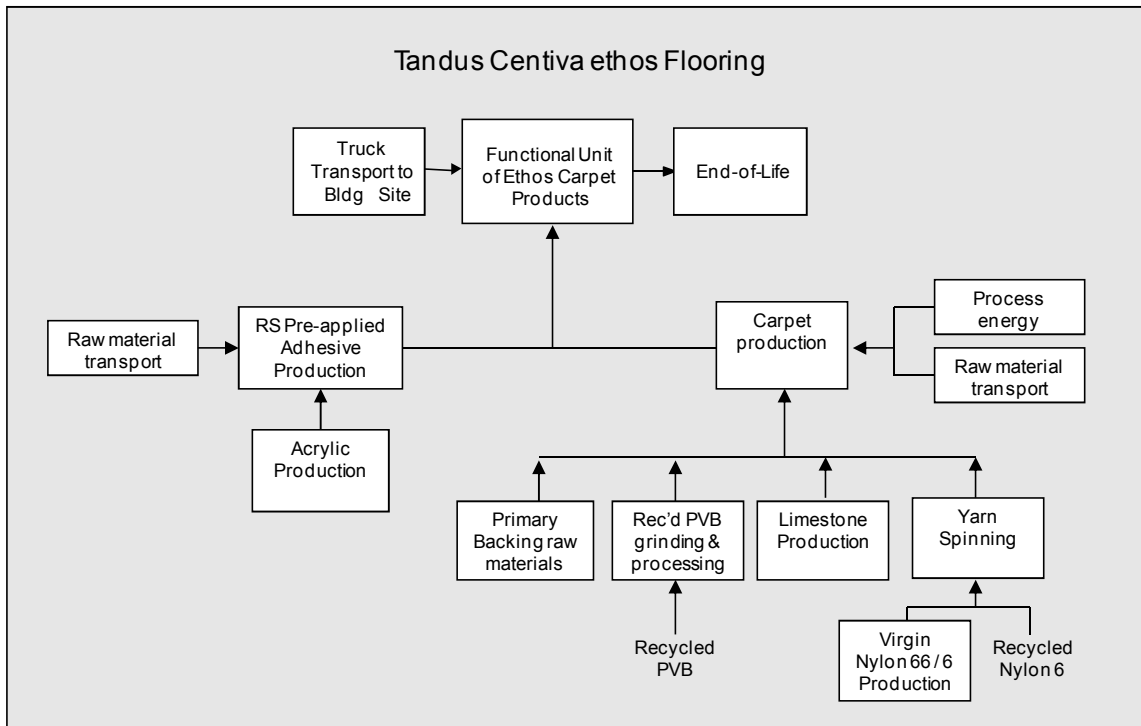 Tandus Centiva ethos Flooring
Truck
Transport to
Bldg Site
Functional Unit
of Ethos Carpet
Products
End-of-Life
Raw material
transport
RS Pre-applied
Adhesive
Production
Carpet
production
Process
energy
Raw material
transport
Acrylic
Production
Primary
Backing raw
materials
Rec'd PVB
grinding &
processing
Limestone
Production
Yarn
Spinning
Recycled
PVB
Virgin
Nylon 66 / 6
Production
Recycled
Nylon 6